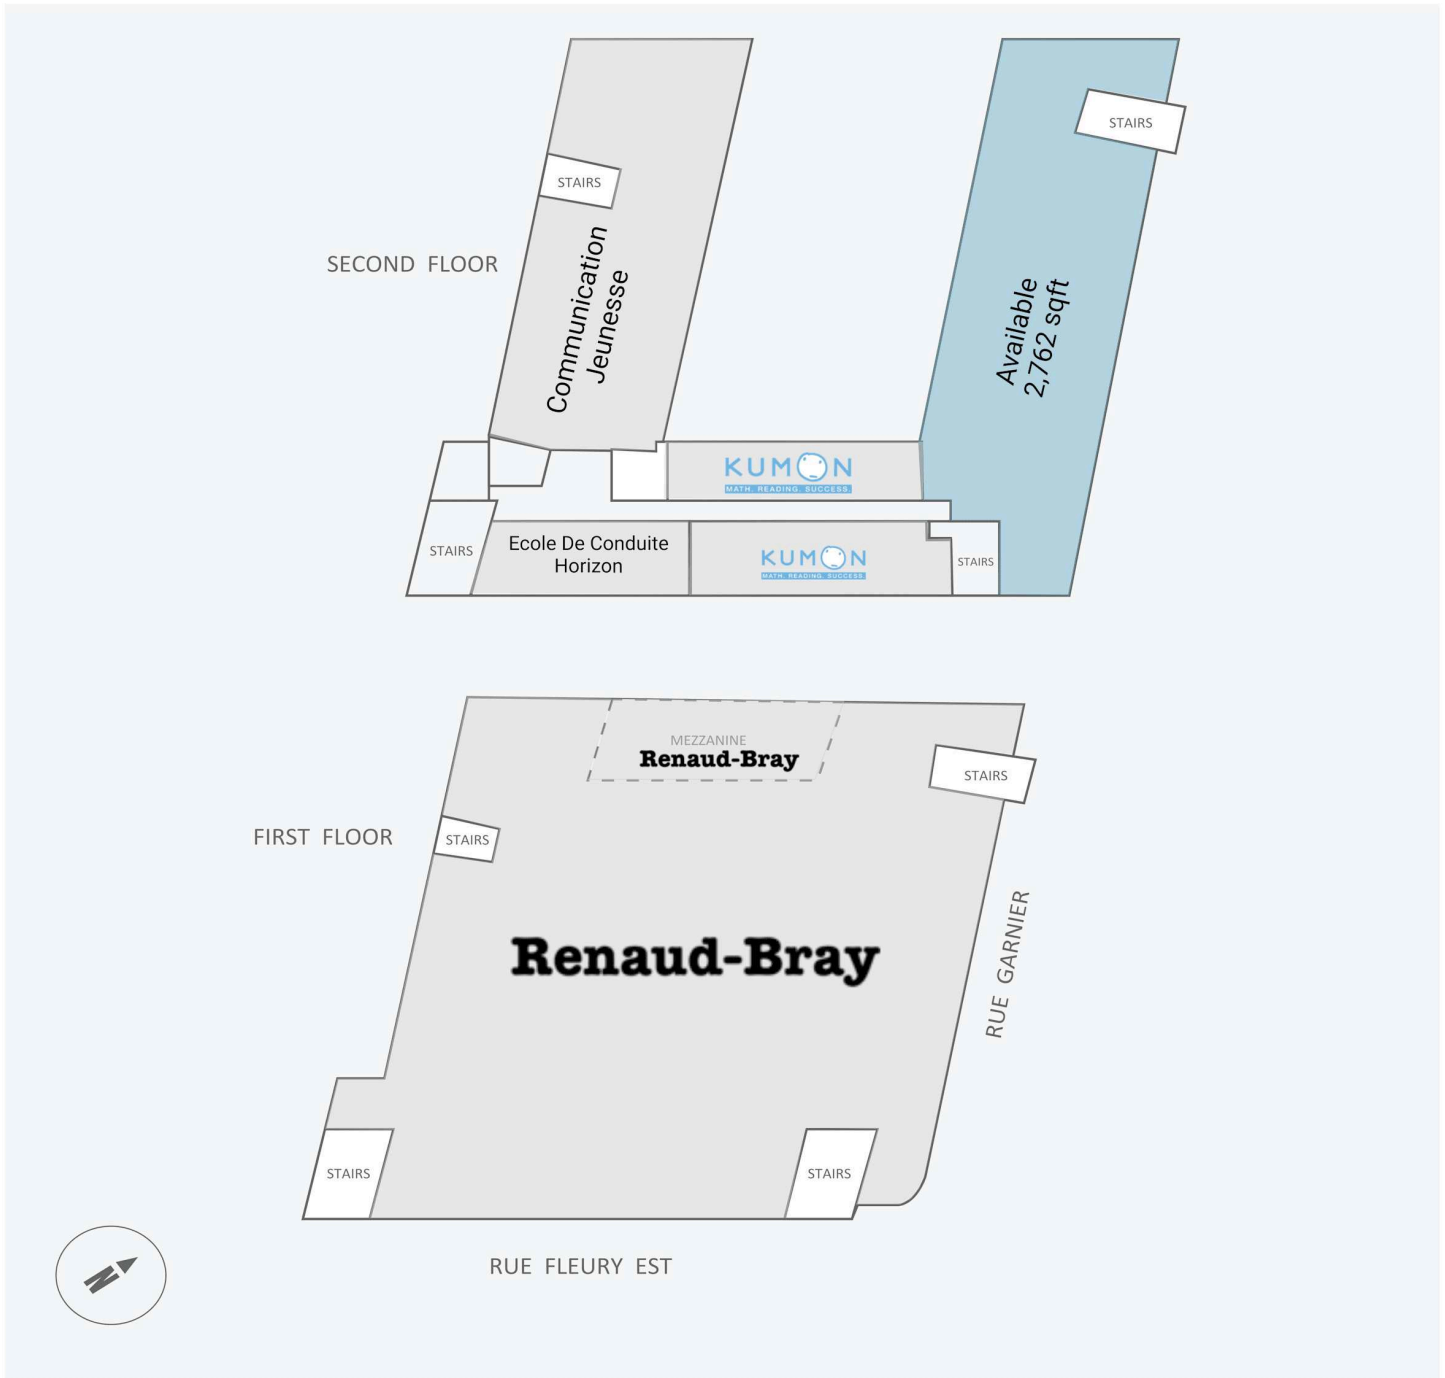 STAIRS
STAIRS
SECOND FLOOR
Communication
Jeunesse
Available
2,762 sqft
KUMON
MATH. READING. SUCCESS.
STAIRS
Ecole De Conduite
Horizon
KUMON
MATH. READING. SUCCESS.
STAIRS
MEZZANINE
Renaud-Bray
STAIRS
FIRST FLOOR
STAIRS
Renaud-Bray
RUE GARNIER
STAIRS
STAIRS
RUE FLEURY EST
N